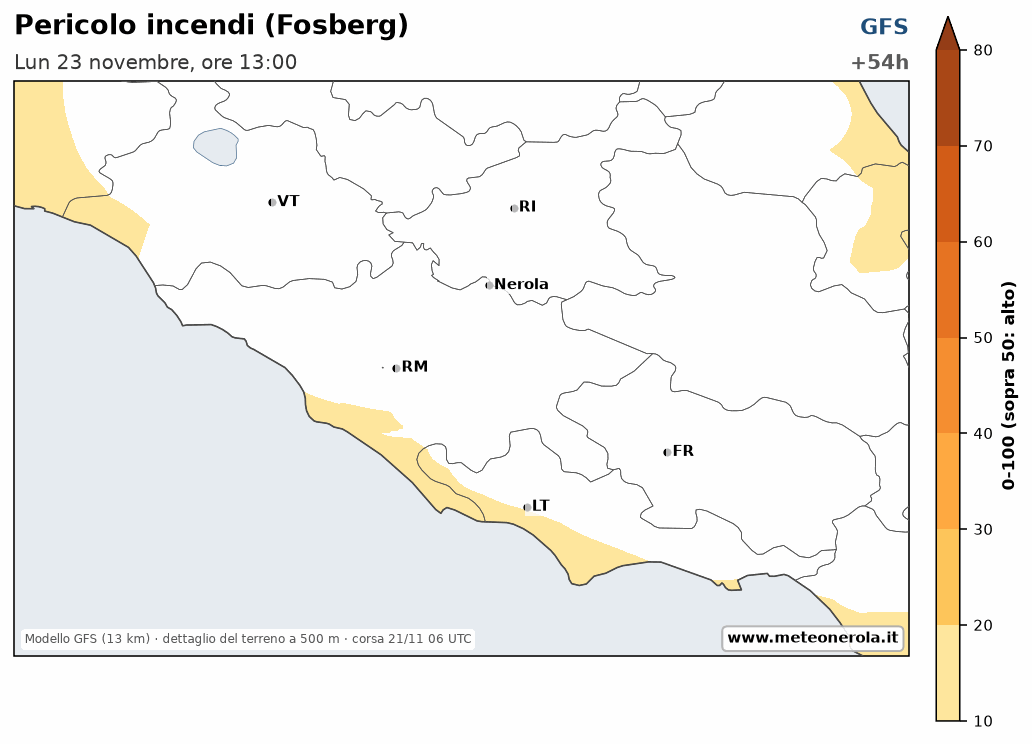 Pericolo incendi (Fosberg)
GFS
Lun 23 novembre, ore 13:00
+54h
80
70
60
50
40
30
20
10
0-100 (sopra 50: alto)
VT
RI
Nerola
RM
FR
LT
Modello GFS (13 km) · dettaglio del terreno a 500 m · corsa 21/11 06 UTC
www.meteonerola.it